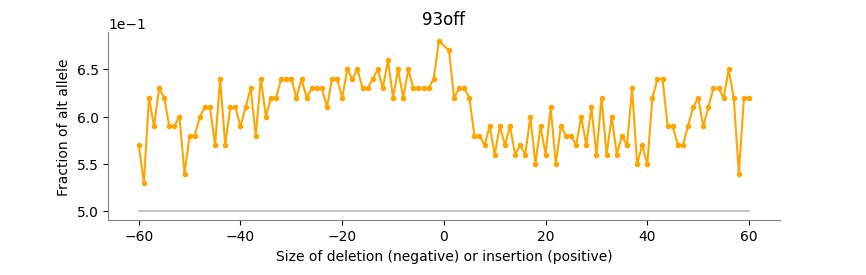 93off
1e−1
6.5
6.0
5.5
5.0
Fraction of alt allele
−60 −40 −20 0 20 40 60
Size of deletion (negative) or insertion (positive)